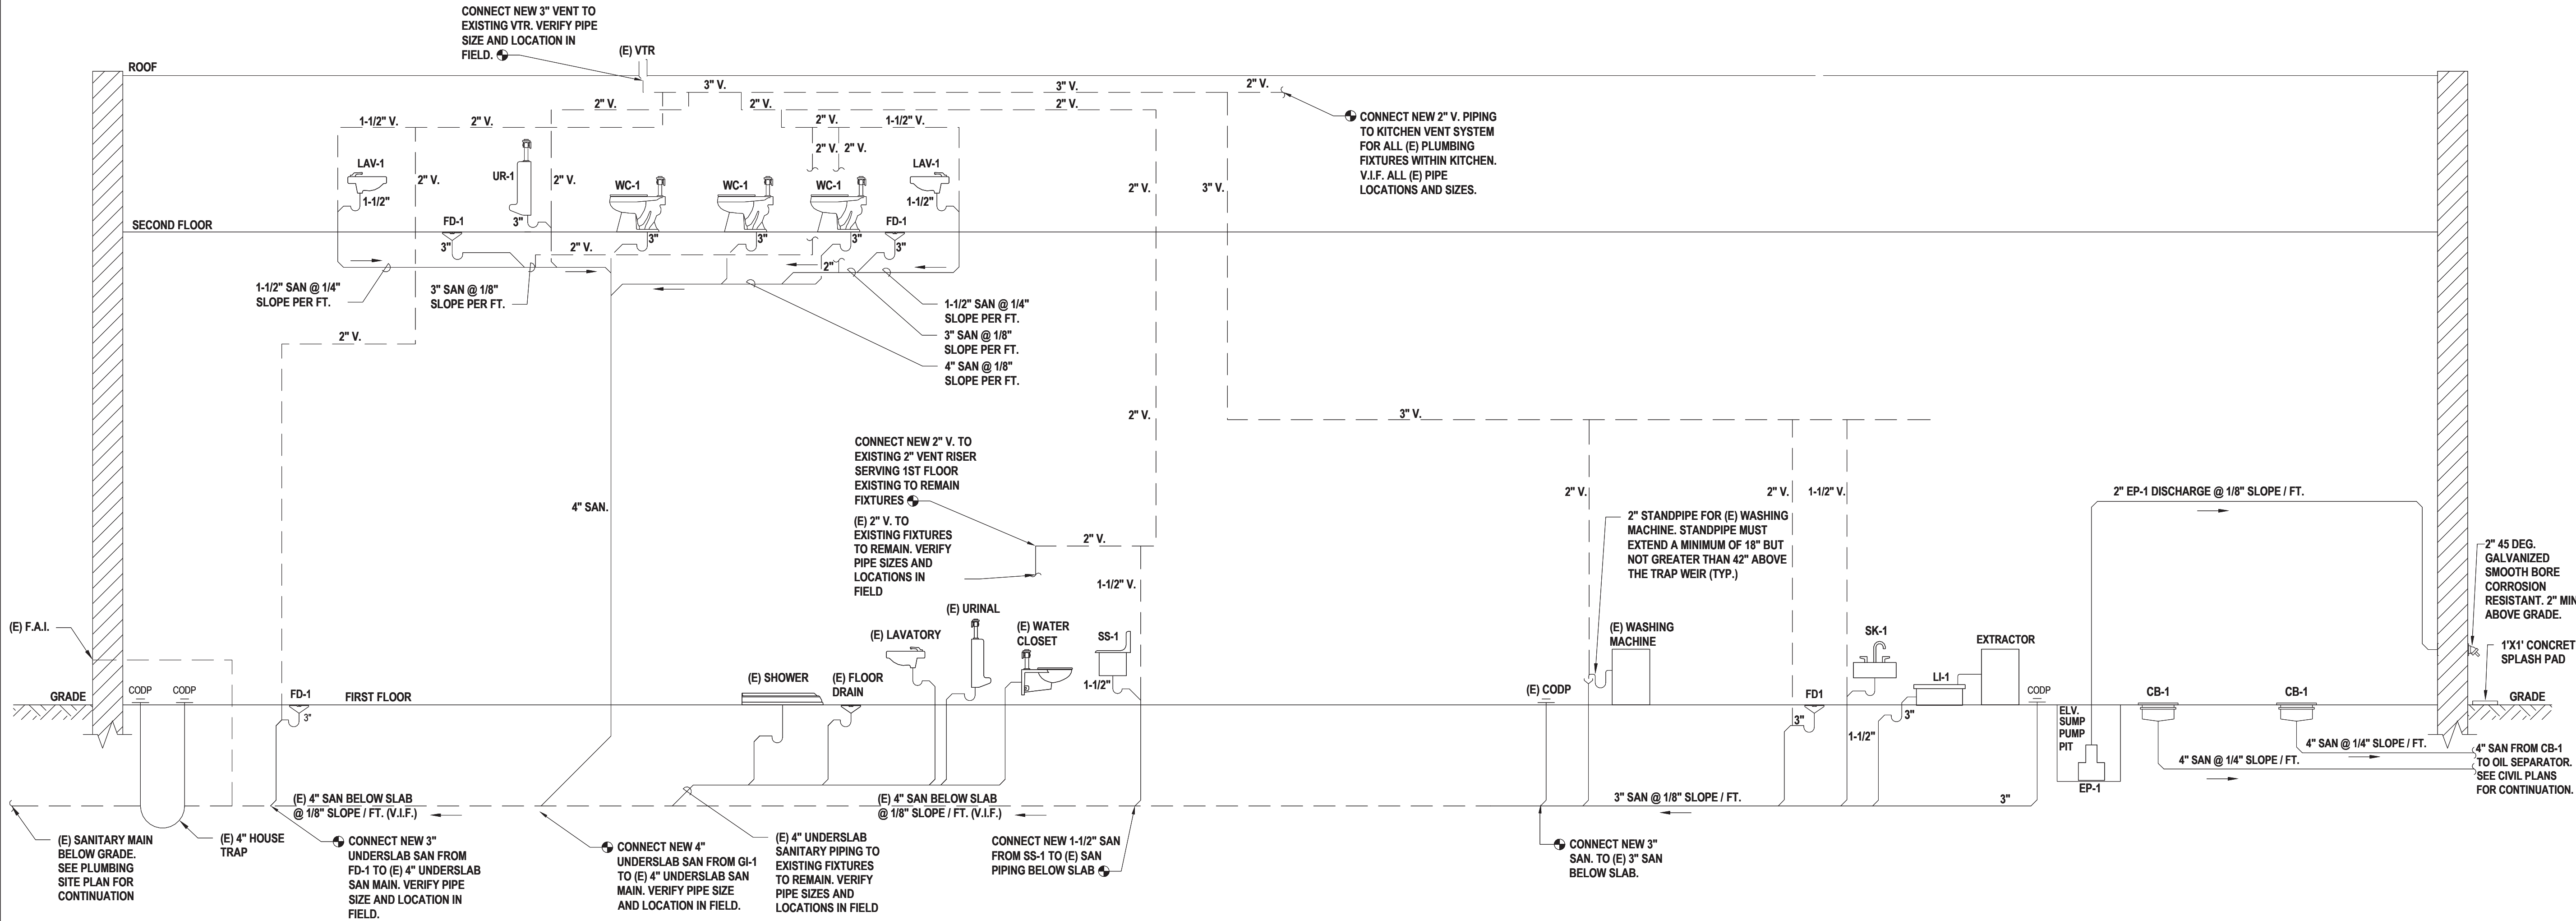 CONNECT NEW 3" VENT TO
EXISTING VTR. VERIFY PIPE
SIZE AND LOCATION IN
FIELD.
(E) VTR
ROOF
3" V.
3" V.
2" V.
2" V.
2" V.
2" V.
CONNECT NEW 2" V. PIPING
TO KITCHEN VENT SYSTEM
FOR ALL (E) PLUMBING
FIXTURES WITHIN KITCHEN.
V.I.F. ALL (E) PIPE
LOCATIONS AND SIZES.
1-1/2" V.
2" V.
2" V.
1-1/2" V.
2" V.
2" V.
LAV-1
1-1/2"
2" V.
UR-1
3"
2" V.
WC-1
WC-1
WC-1
LAV-1
1-1/2"
2" V.
3" V.
SECOND FLOOR
FD-1
3"
3"
3"
3"
FD-1
3"
2" V.
2"
1-1/2" SAN @ 1/4"
SLOPE PER FT.
3" SAN @ 1/8"
SLOPE PER FT.
1-1/2" SAN @ 1/4"
SLOPE PER FT.
3" SAN @ 1/8"
SLOPE PER FT.
4" SAN @ 1/8"
SLOPE PER FT.
2" V.
2" V.
3" V.
CONNECT NEW 2" V. TO
EXISTING 2" VENT RISER
SERVING 1ST FLOOR
EXISTING TO REMAIN
FIXTURES
4" SAN.
(E) 2" V. TO
EXISTING FIXTURES
TO REMAIN. VERIFY
PIPE SIZES AND
LOCATIONS IN
FIELD
2" V.
1-1/2" V.
2" V.
2" STANDPIPE FOR (E) WASHING
MACHINE. STANDPIPE MUST
EXTEND A MINIMUM OF 18" BUT
NOT GREATER THAN 42" ABOVE
THE TRAP WEIR (TYP.)
2" V.
1-1/2" V.
2" EP-1 DISCHARGE @ 1/8" SLOPE / FT.
2" 45 DEG.
GALVANIZED
SMOOTH BORE
CORROSION
RESISTANT. 2" MIN
ABOVE GRADE.
1'X1' CONCRET
SPLASH PAD
(E) F.A.I.
GRADE
CODP
CODP
FD-1
3"
FIRST FLOOR
(E) SHOWER
(E) FLOOR
DRAIN
(E) LAVATORY
(E) URINAL
(E) WATER
CLOSET
SS-1
1-1/2"
(E) CODP
(E) WASHING
MACHINE
FD1
3"
SK-1
1-1/2"
LI-1
3"
EXTRACTOR
CODP
ELV.
SUMP
PUMP
PIT
EP-1
CB-1
CB-1
GRADE
4" SAN @ 1/4" SLOPE / FT.
4" SAN @ 1/4" SLOPE / FT.
4" SAN FROM CB-1
TO OIL SEPARATOR.
SEE CIVIL PLANS
FOR CONTINUATION.
(E) 4" SAN BELOW SLAB
@ 1/8" SLOPE / FT. (V.I.F.)
(E) 4" SAN BELOW SLAB
@ 1/8" SLOPE / FT. (V.I.F.)
3" SAN @ 1/8" SLOPE / FT.
3"
(E) SANITARY MAIN
BELOW GRADE.
SEE PLUMBING
SITE PLAN FOR
CONTINUATION
(E) 4" HOUSE
TRAP
CONNECT NEW 3"
UNDERSLAB SAN FROM
FD-1 TO (E) 4" UNDERSLAB
SAN MAIN. VERIFY PIPE
SIZE AND LOCATION IN
FIELD.
CONNECT NEW 4"
UNDERSLAB SAN FROM GI-1
TO (E) 4" UNDERSLAB SAN
MAIN. VERIFY PIPE SIZE
AND LOCATION IN FIELD.
(E) 4" UNDERSLAB
SANITARY PIPING TO
EXISTING FIXTURES
TO REMAIN. VERIFY
PIPE SIZES AND
LOCATIONS IN FIELD
CONNECT NEW 1-1/2" SAN
FROM SS-1 TO (E) SAN
PIPING BELOW SLAB
CONNECT NEW 3"
SAN. TO (E) 3" SAN
BELOW SLAB.